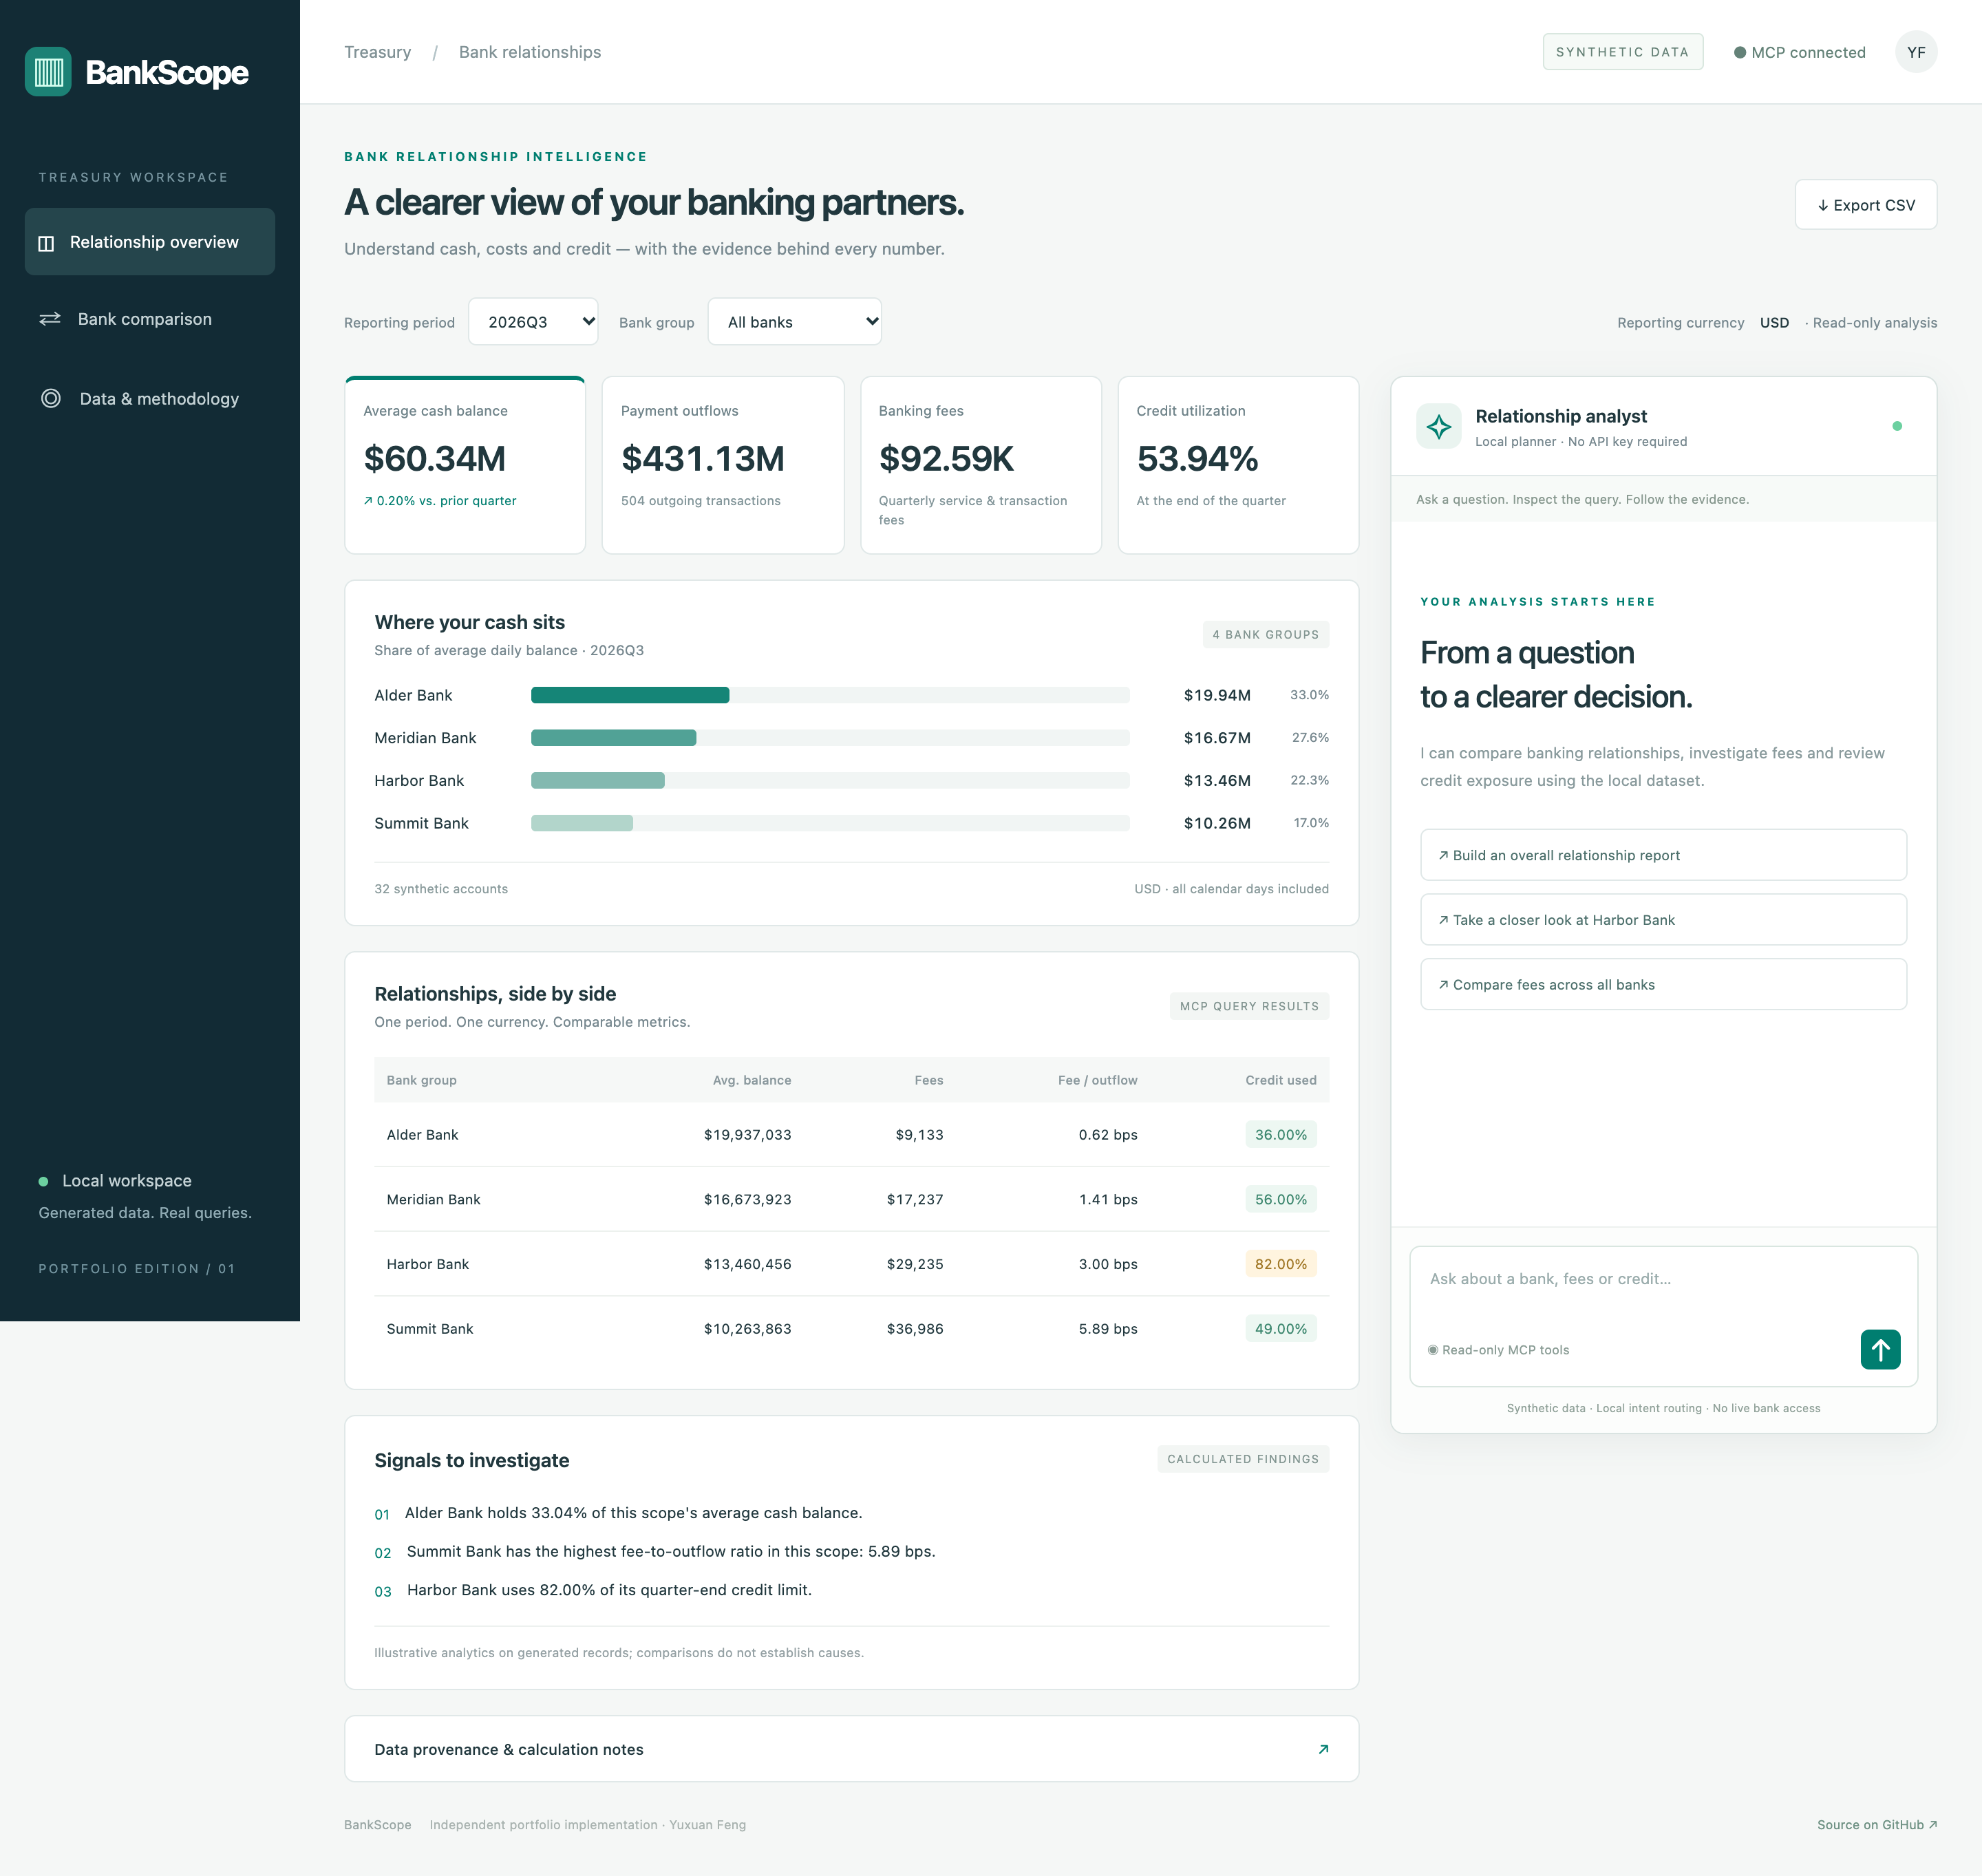 BankScope
TREASURY WORKSPACE
Relationship overview
Bank comparison
Data & methodology
Local workspace
Generated data. Real queries.
PORTFOLIO EDITION / 01
Treasury / Bank relationships
SYNTHETIC DATA
MCP connected
YF
BANK RELATIONSHIP INTELLIGENCE
A clearer view of your banking partners.
Understand cash, costs and credit — with the evidence behind every number.
↓ Export CSV
Reporting period 2026Q3 Bank group All banks
Reporting currency USD · Read-only analysis
Average cash balance
$60.34M
↗ 0.20% vs. prior quarter
Payment outflows
$431.13M
504 outgoing transactions
Banking fees
$92.59K
Quarterly service & transaction
fees
Credit utilization
53.94%
At the end of the quarter
Where your cash sits
Share of average daily balance · 2026Q3
4 BANK GROUPS
Alder Bank $19.94M 33.0%
Meridian Bank $16.67M 27.6%
Harbor Bank $13.46M 22.3%
Summit Bank $10.26M 17.0%
32 synthetic accounts
USD · all calendar days included
Relationships, side by side
One period. One currency. Comparable metrics.
MCP QUERY RESULTS
Bank group Avg. balance Fees Fee / outflow Credit used
Alder Bank $19,937,033 $9,133 0.62 bps 36.00%
Meridian Bank $16,673,923 $17,237 1.41 bps 56.00%
Harbor Bank $13,460,456 $29,235 3.00 bps 82.00%
Summit Bank $10,263,863 $36,986 5.89 bps 49.00%
Signals to investigate
CALCULATED FINDINGS
01 Alder Bank holds 33.04% of this scope's average cash balance.
02 Summit Bank has the highest fee-to-outflow ratio in this scope: 5.89 bps.
03 Harbor Bank uses 82.00% of its quarter-end credit limit.
Illustrative analytics on generated records; comparisons do not establish causes.
Data provenance & calculation notes ↗
Relationship analyst
Local planner · No API key required
Ask a question. Inspect the query. Follow the evidence.
YOUR ANALYSIS STARTS HERE
From a question
to a clearer decision.
I can compare banking relationships, investigate fees and review
credit exposure using the local dataset.
↗ Build an overall relationship report
↗ Take a closer look at Harbor Bank
↗ Compare fees across all banks
Ask about a bank, fees or credit…
◉ Read-only MCP tools
Synthetic data · Local intent routing · No live bank access
BankScope Independent portfolio implementation · Yuxuan Feng
Source on GitHub ↗